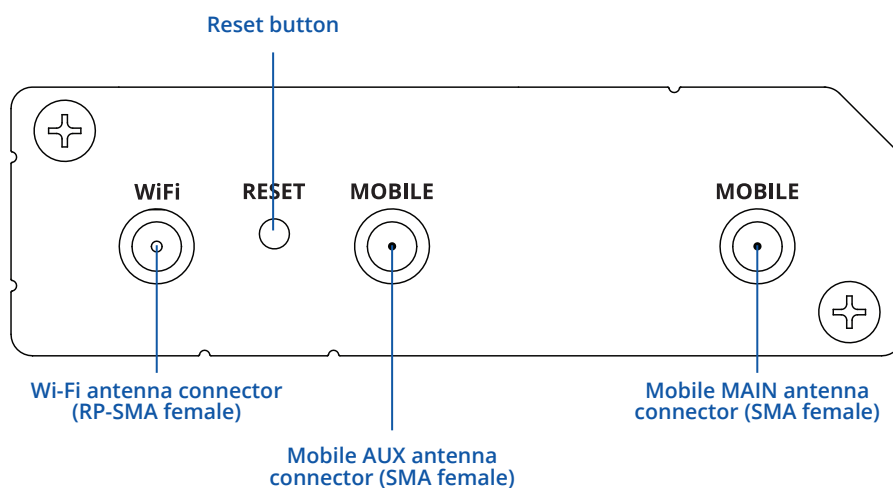 Reset button
WiFi
RESET
MOBILE
MOBILE
Wi-Fi antenna connector
(RP-SMA female)
Mobile MAIN antenna
connector (SMA female)
Mobile AUX antenna
connector (SMA female)